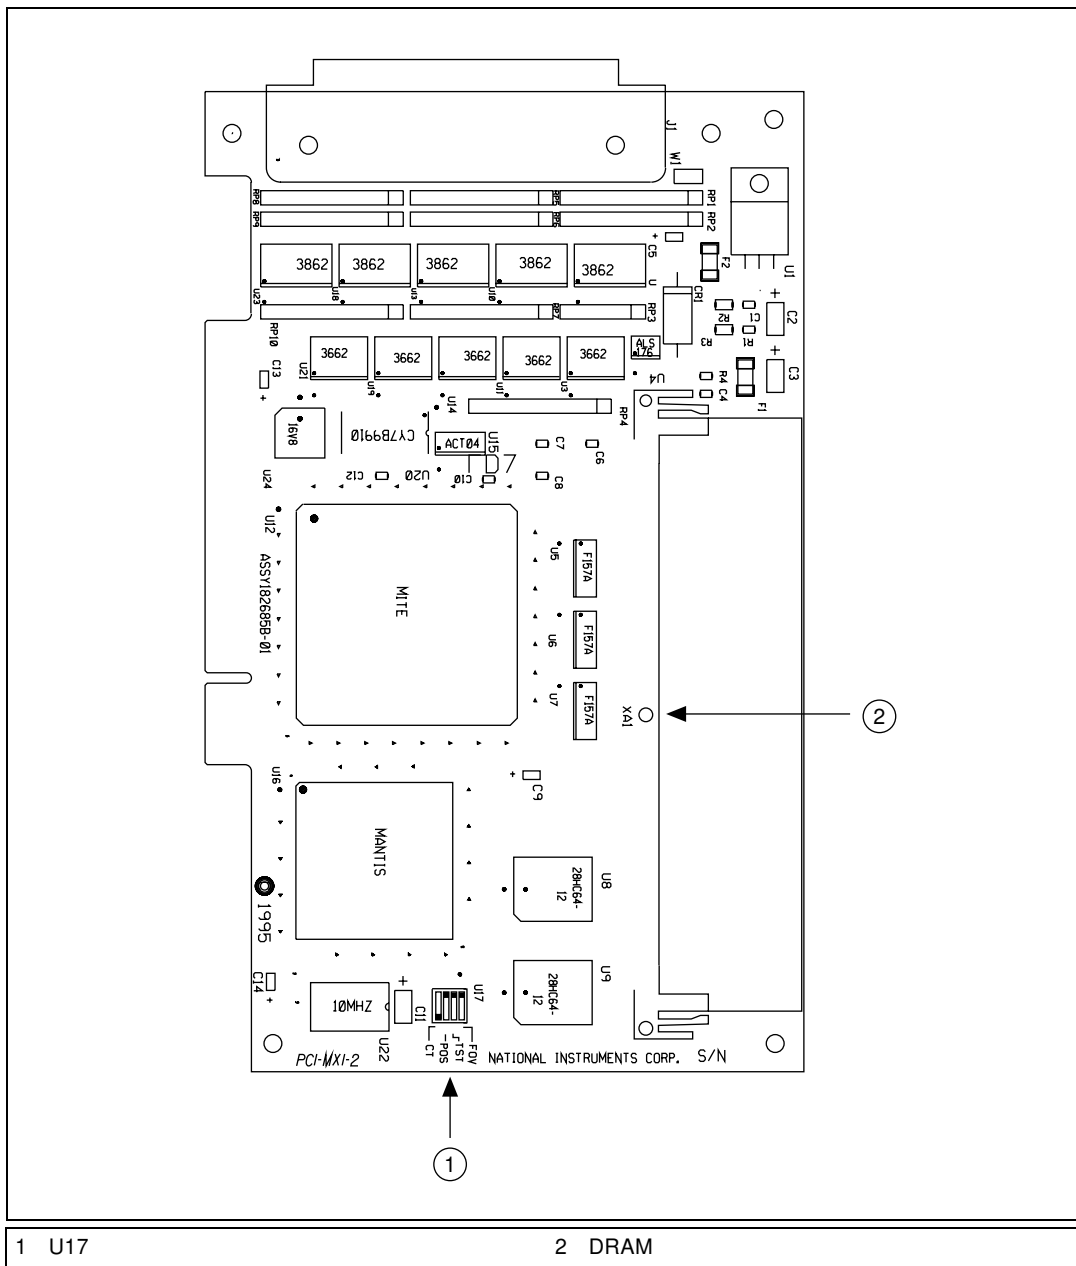 J1
W1
RP8
RP5
RP1
RP9
RP6
RP2
3862
3862
3862
3862
3862
C5
U
F2
U1
U23
U18
U13
U10
CR1
RP10
RP7
RP3
R2
C1
C2
R3
R1
C3
3662
3662
3662
3662
3662
ALS
176
C13
U21
U19
U14
U11
U3
U4
R4
C4
F1
RP4
16V8
CY7B9910
ACT04
U15
C7
C6
U24
C12
U20
C10
C8
U12
ASSY182685B-01
MITE
U5
F157A
U6
F157A
U7
F157A
XA1
2
U16
C9
MANTIS
28HC64-
12
U8
1995
28HC64-
12
U9
C14
10MHZ
C11
U17
U22
CT
POS
TST
FOV
PCI-MXI-2
NATIONAL INSTRUMENTS CORP.
S/N
1
1 U17
2 DRAM